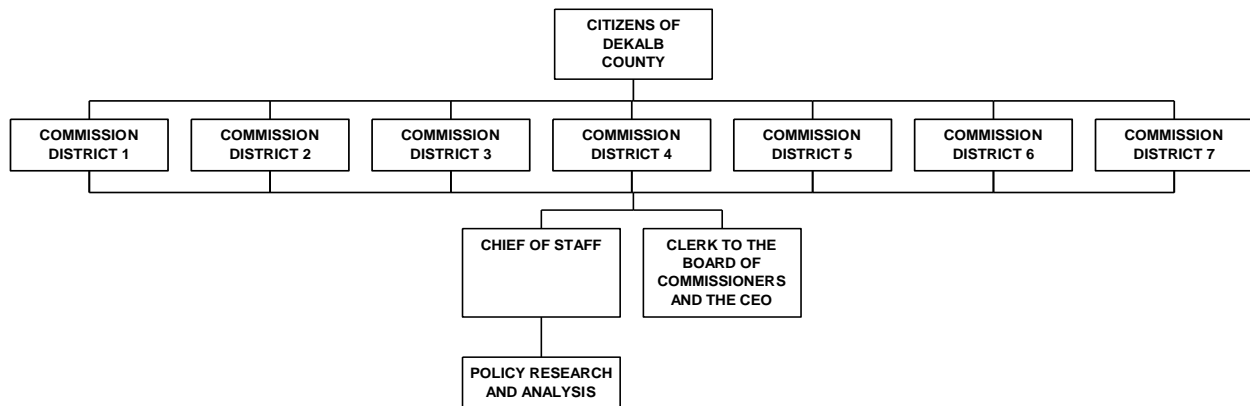 CITIZENS OF
DEKALB
COUNTY
COMMISSION
DISTRICT 1
COMMISSION
DISTRICT 2
COMMISSION
DISTRICT 3
COMMISSION
DISTRICT 4
COMMISSION
DISTRICT 5
COMMISSION
DISTRICT 6
COMMISSION
DISTRICT 7
CHIEF OF STAFF
CLERK TO THE
BOARD OF
COMMISSIONERS
AND THE CEO
POLICY RESEARCH
AND ANALYSIS